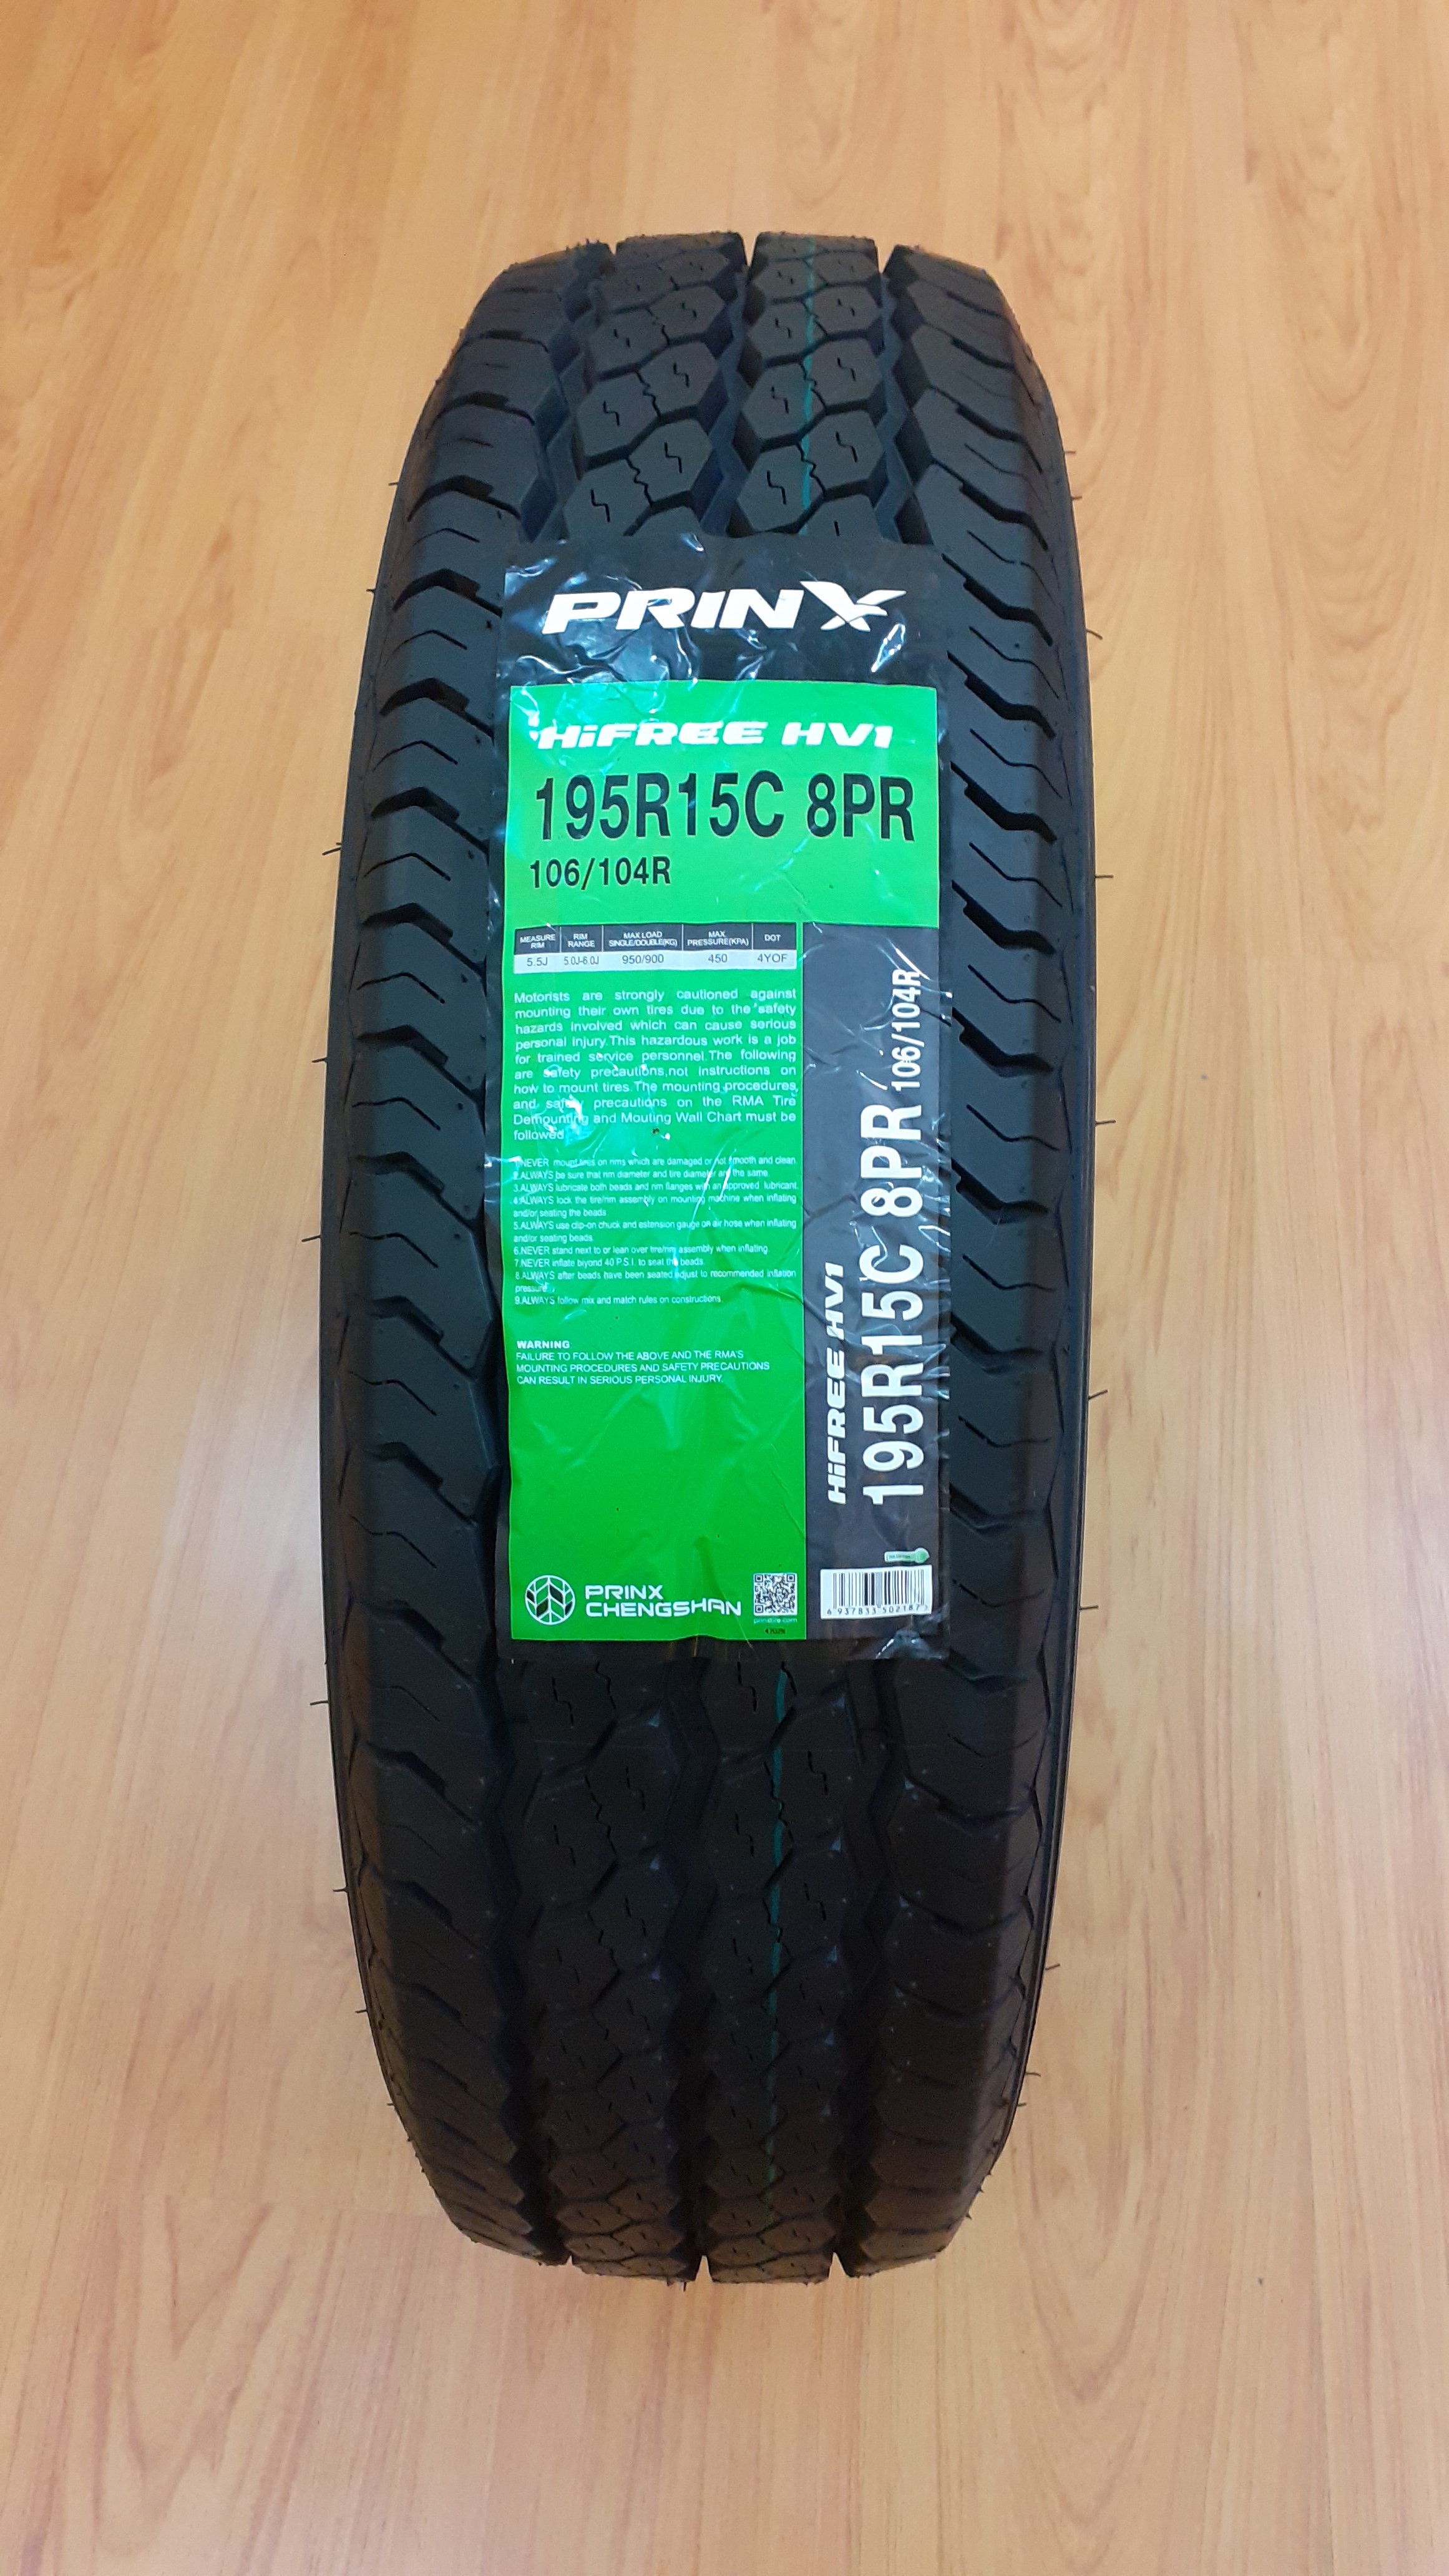 PRINX
HiFREE HV1
195R15C 8PR
106/104R
MEASURE RIM
RIM RANGE
MAX.LOAD SINGLE/DOUBLE(KG)
MAX. PRESSURE(KPA)
DOT
5.5J
5.0J-6.0J
950/900
450
4YOF
Motorists are strongly cautioned against
mounting their own tires due to the safety
hazards involved which can cause serious
personal injury.This hazardous work is a job
for trained service personnel.The following
are safety precautions,not instructions on
how to mount tires.The mounting procedures,
and safety precautions on the RMA Tire
Demounting and Mouting Wall Chart must be
followed
1.NEVER mount tires on rims which are damaged or not smooth and clean.
2.ALWAYS be sure that rim diameter and tire diameter are the same.
3.ALWAYS lubricate both beads and rim flanges with an approved lubricant.
4.ALWAYS lock the tire/rim assembly on mounting machine when inflating
and/or seating the beads
5.ALWAYS use clip-on chuck and extension gauge on air hose when inflating
and/or seating beads
6.NEVER stand next to or lean over tire/rim assembly when inflating
7.NEVER inflate biyond 40 P.S.I. to seat the beads.
8.ALWAYS after beads have been seated adjust to recommended inflation
pressure
9.ALWAYS follow mix and match rules on constructions
WARNING
FAILURE TO FOLLOW THE ABOVE AND THE RMA'S
MOUNTING PROCEDURES AND SAFETY PRECAUTIONS
CAN RESULT IN SERIOUS PERSONAL INJURY.
PRINX
CHENGSHAN
HiFREE HV1
195R15C 8PR 106/104R
6 937833 502187